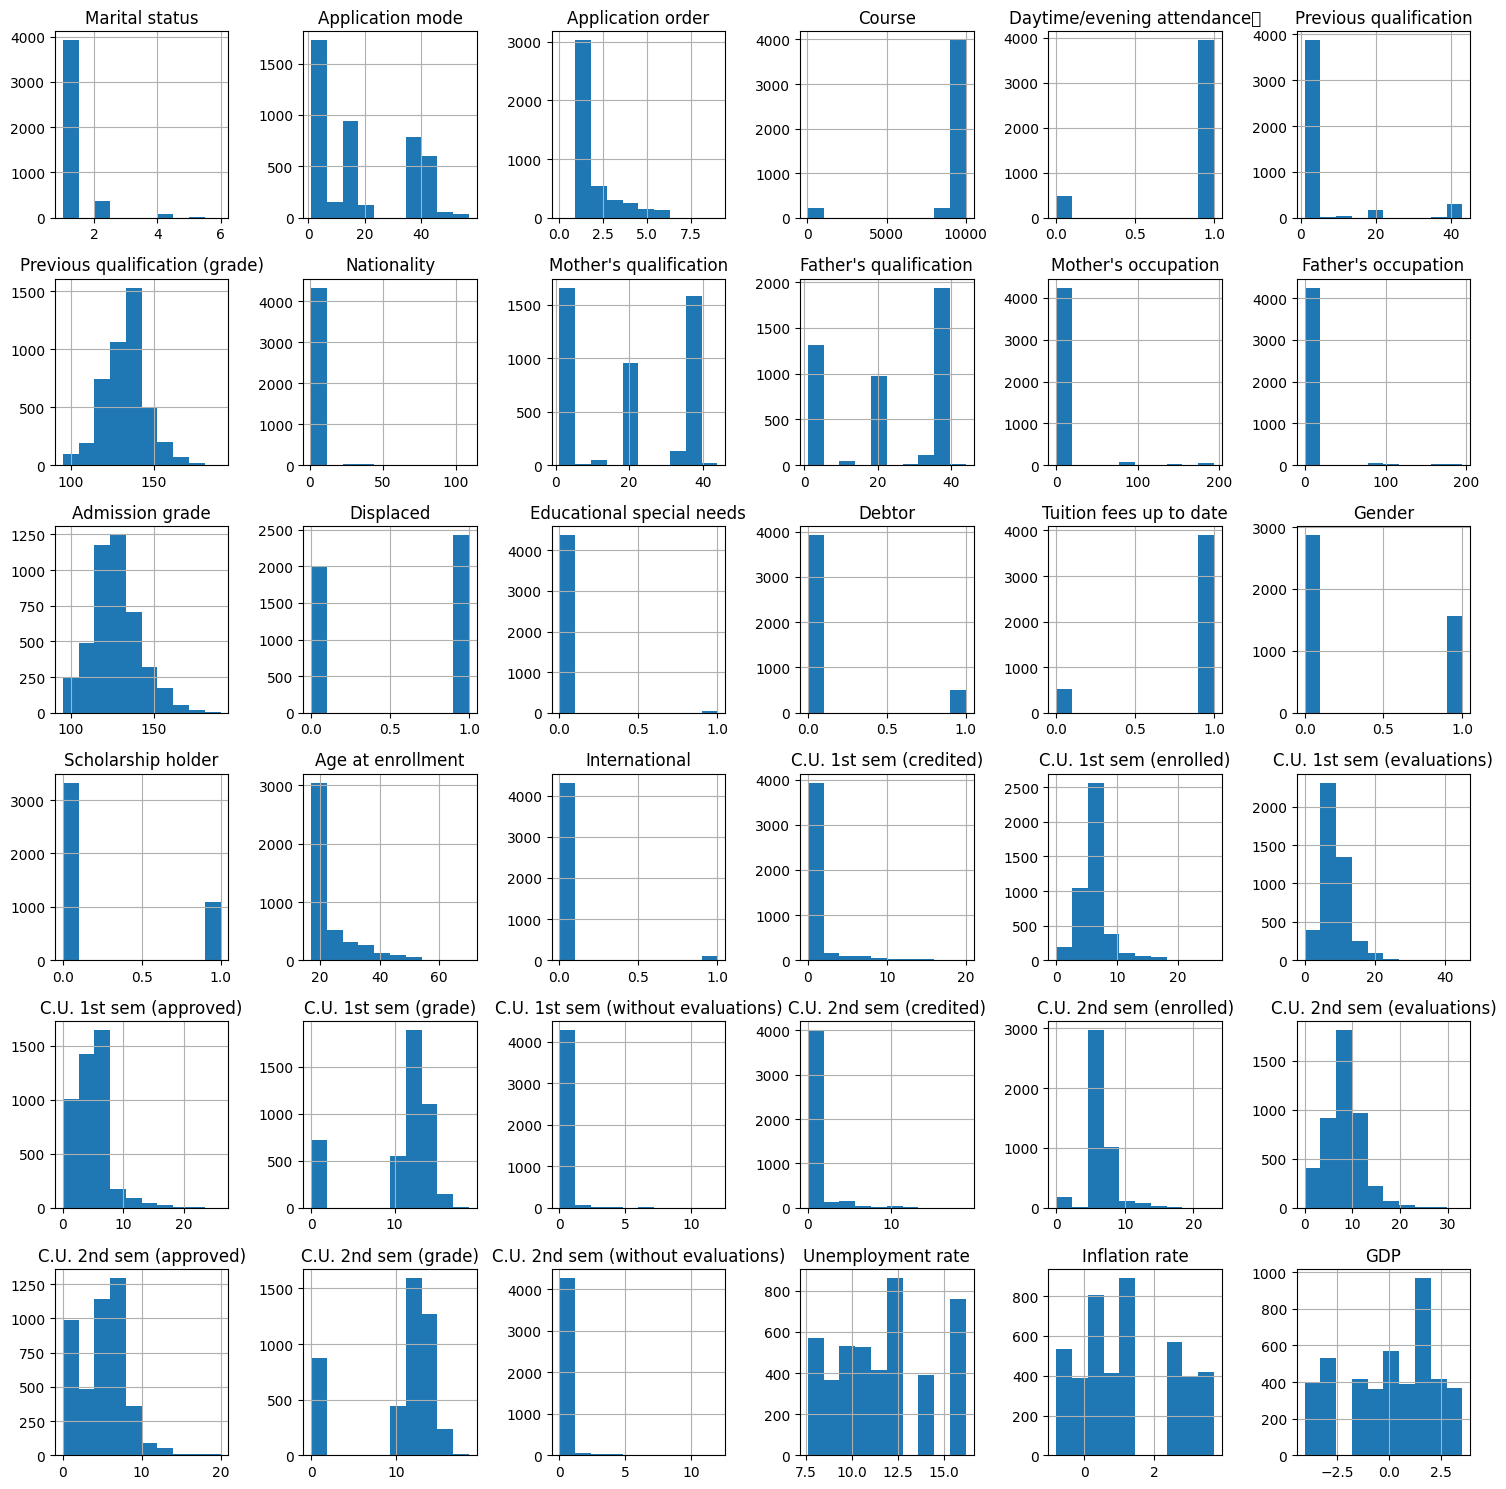 Marital status
4000
3000
2000
1000
0
2 4 6
Application mode
1500
1000
500
0
0 20 40
Application order
3000
2000
1000
0
0.0 2.5 5.0 7.5
Course
4000
3000
2000
1000
0
0 5000 10000
Daytime/evening attendance
4000
3000
2000
1000
0
0.0 0.5 1.0
Previous qualification
4000
3000
2000
1000
0
0 20 40
Previous qualification (grade)
1500
1000
500
0
100 150
Nationality
4000
3000
2000
1000
0
0 50 100
Mother's qualification
1500
1000
500
0
0 20 40
Father's qualification
2000
1500
1000
500
0
0 20 40
Mother's occupation
4000
3000
2000
1000
0
0 100 200
Father's occupation
4000
3000
2000
1000
0
0 100 200
Admission grade
1250
1000
750
500
250
0
100 150
Displaced
2500
2000
1500
1000
500
0
0.0 0.5 1.0
Educational special needs
4000
3000
2000
1000
0
0.0 0.5 1.0
Debtor
4000
3000
2000
1000
0
0.0 0.5 1.0
Tuition fees up to date
4000
3000
2000
1000
0
0.0 0.5 1.0
Gender
3000
2000
1000
0
0.0 0.5 1.0
Scholarship holder
3000
2000
1000
0
0.0 0.5 1.0
Age at enrollment
3000
2000
1000
0
20 40 60
International
4000
3000
2000
1000
0
0.0 0.5 1.0
C.U. 1st sem (credited)
4000
3000
2000
1000
0
0 10 20
C.U. 1st sem (enrolled)
2500
2000
1500
1000
500
0
0 10 20
C.U. 1st sem (evaluations)
2000
1500
1000
500
0
0 20 40
C.U. 1st sem (approved)
1500
1000
500
0
0 10 20
C.U. 1st sem (grade)
1500
1000
500
0
0 10
C.U. 1st sem (without evaluations)
4000
3000
2000
1000
0
0 5 10
C.U. 2nd sem (credited)
4000
3000
2000
1000
0
0 10
C.U. 2nd sem (enrolled)
3000
2000
1000
0
0 10 20
C.U. 2nd sem (evaluations)
1500
1000
500
0
0 10 20 30
C.U. 2nd sem (approved)
1250
1000
750
500
250
0
0 10 20
C.U. 2nd sem (grade)
1500
1000
500
0
0 10
C.U. 2nd sem (without evaluations)
4000
3000
2000
1000
0
0 5 10
Unemployment rate
800
600
400
200
0
7.5 10.0 12.5 15.0
Inflation rate
800
600
400
200
0
0 2
GDP
1000
800
600
400
200
0
−2.5 0.0 2.5